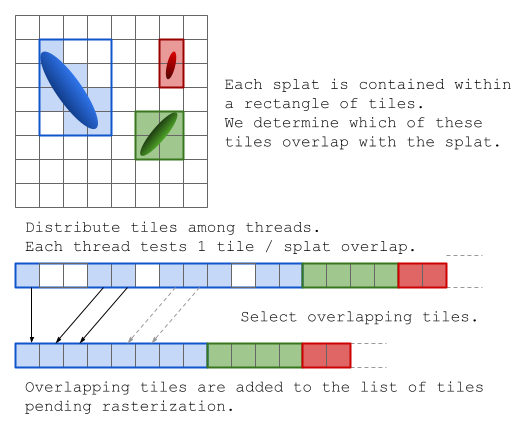 Each splat is contained within
a rectangle of tiles.
We determine which of these
tiles overlap with the splat.
Distribute tiles among threads.
Each thread tests 1 tile / splat overlap.
Select overlapping tiles.
Overlapping tiles are added to the list of tiles
pending rasterization.